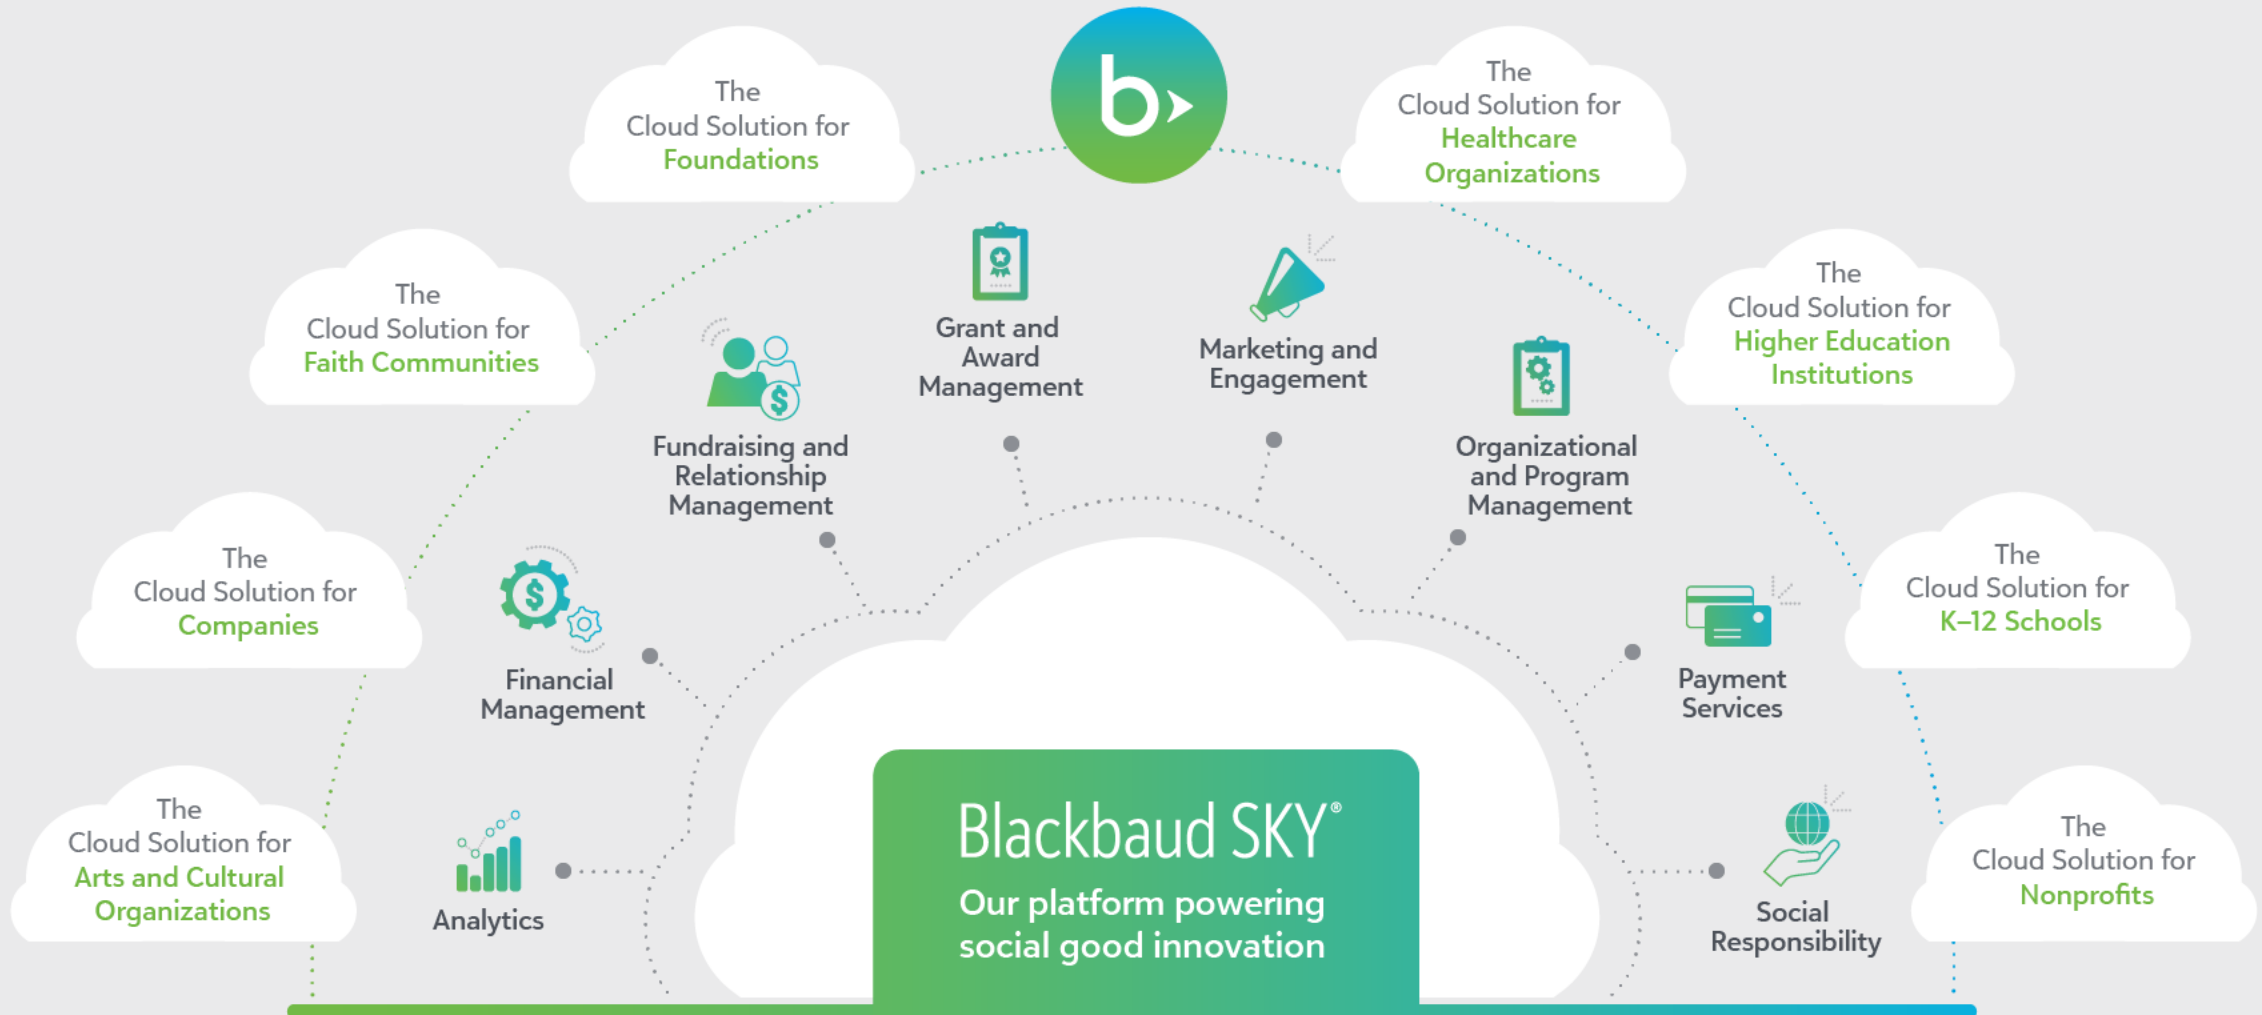 The
Cloud Solution for
Foundations
b
The
Cloud Solution for
Healthcare
Organizations
The
Cloud Solution for
Faith Communities
The
Cloud Solution for
Higher Education
Institutions
Grant and
Award
Management
Marketing and
Engagement
Fundraising and
Relationship
Management
$
Organizational
and Program
Management
The
Cloud Solution for
Companies
The
Cloud Solution for
K–12 Schools
$
Financial
Management
Payment
Services
The
Cloud Solution for
Arts and Cultural
Organizations
Analytics
Blackbaud SKY®
Our platform powering
social good innovation
Social
Responsibility
The
Cloud Solution for
Nonprofits